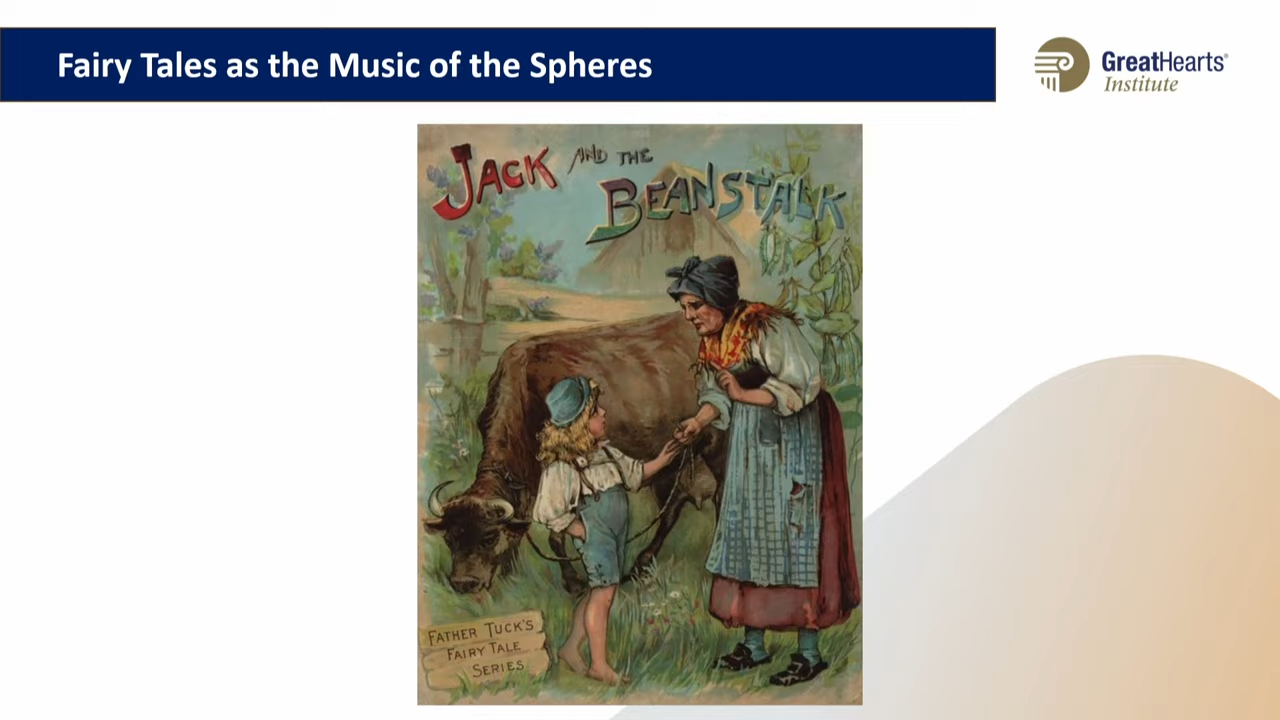 Fairy Tales as the Music of the Spheres
GreatHearts®
Institute
JACK AND THE
BEANSTALK
FATHER TUCK'S
FAIRY TALE
SERIES